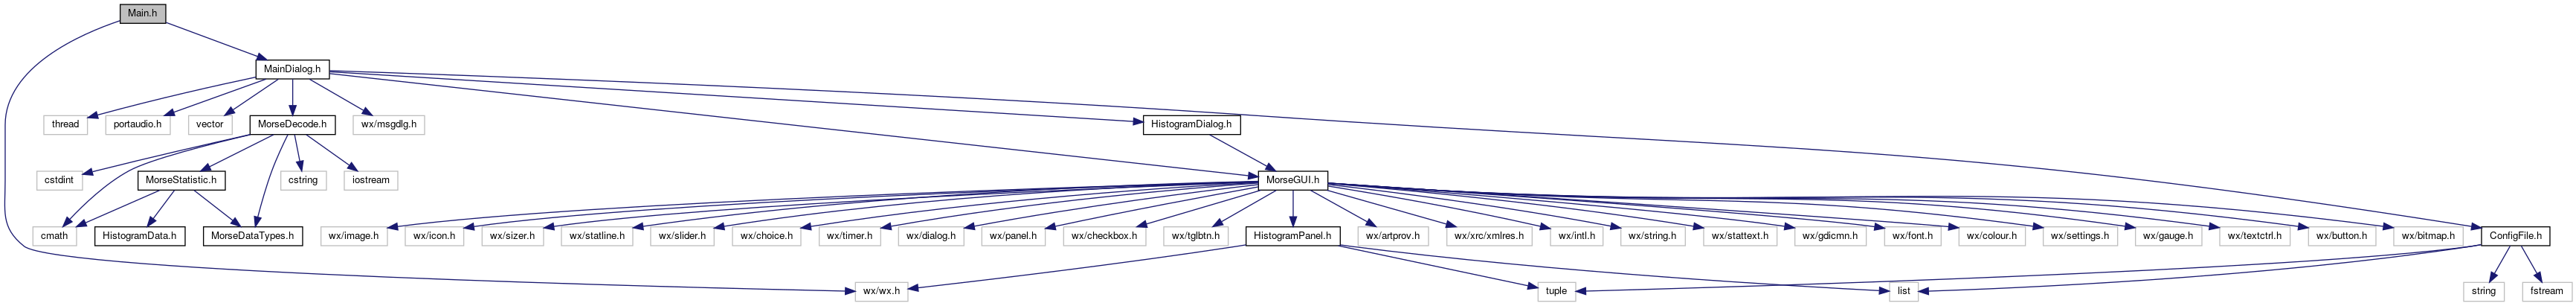 Main.h
MainDialog.h
thread
portaudio.h
vector
MorseDecode.h
wx/msgdlg.h
HistogramDialog.h
cstdint
MorseStatistic.h
cstring
iostream
MorseGUI.h
cmath
HistogramData.h
MorseDataTypes.h
wx/image.h
wx/icon.h
wx/sizer.h
wx/statline.h
wx/slider.h
wx/choice.h
wx/timer.h
wx/dialog.h
wx/panel.h
wx/checkbox.h
wx/tglbtn.h
HistogramPanel.h
wx/artprov.h
wx/xrc/xmlres.h
wx/intl.h
wx/string.h
wx/stattext.h
wx/gdicmn.h
wx/font.h
wx/colour.h
wx/settings.h
wx/gauge.h
wx/textctrl.h
wx/button.h
wx/bitmap.h
ConfigFile.h
wx/wx.h
tuple
list
string
fstream